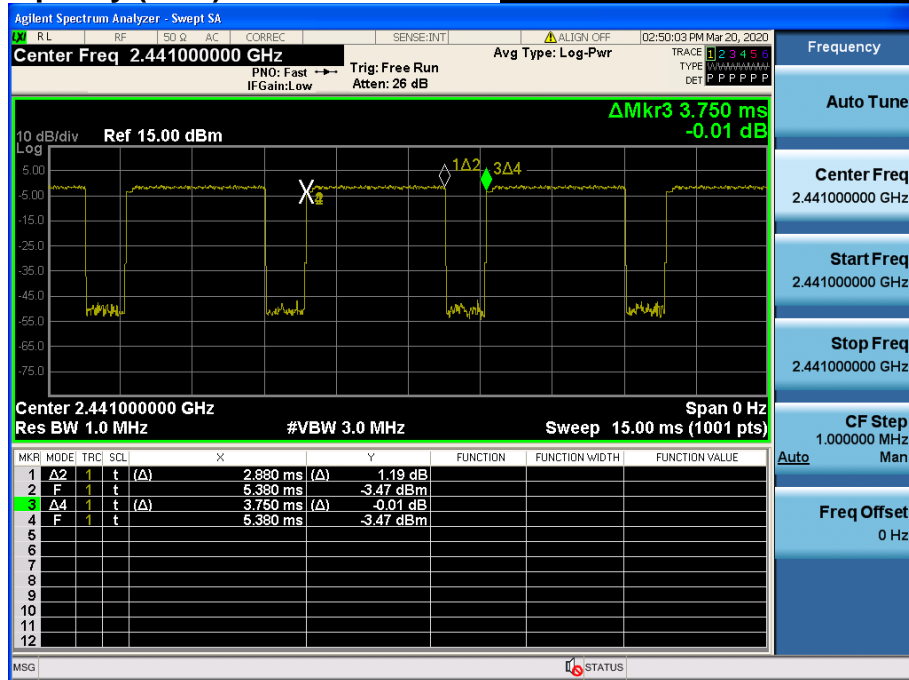 Agilent Spectrum Analyzer - Swept SA
LXI RL RF 50 Ω AC CORREC SENSE:INT ALIGN OFF 02:50:03 PM Mar 20, 2020
Center Freq 2.441000000 GHz
PNO: Fast
IFGain:Low
Trig: Free Run
Atten: 26 dB
Avg Type: Log-Pwr
TRACE 1 2 3 4 5 6
TYPE
DET P P P P P P
ΔMkr3 3.750 ms
-0.01 dB
10 dB/div Ref 15.00 dBm
Log
5.00
-5.00
-15.0
-25.0
-35.0
-45.0
-55.0
-65.0
-75.0
1Δ2
3Δ4
Center 2.441000000 GHz Span 0 Hz
Res BW 1.0 MHz #VBW 3.0 MHz Sweep 15.00 ms (1001 pts)
MKR MODE TRC SCL X Y FUNCTION FUNCTION WIDTH FUNCTION VALUE
1 Δ2 1 t (Δ) 2.880 ms (Δ) 1.19 dB
2 F 1 t 5.380 ms -3.47 dBm
3 Δ4 1 t (Δ) 3.750 ms (Δ) -0.01 dB
4 F 1 t 5.380 ms -3.47 dBm
5
6
7
8
9
10
11
12
MSG STATUS
Frequency
Auto Tune
Center Freq
2.441000000 GHz
Start Freq
2.441000000 GHz
Stop Freq
2.441000000 GHz
CF Step
1.000000 MHz
Auto Man
Freq Offset
0 Hz